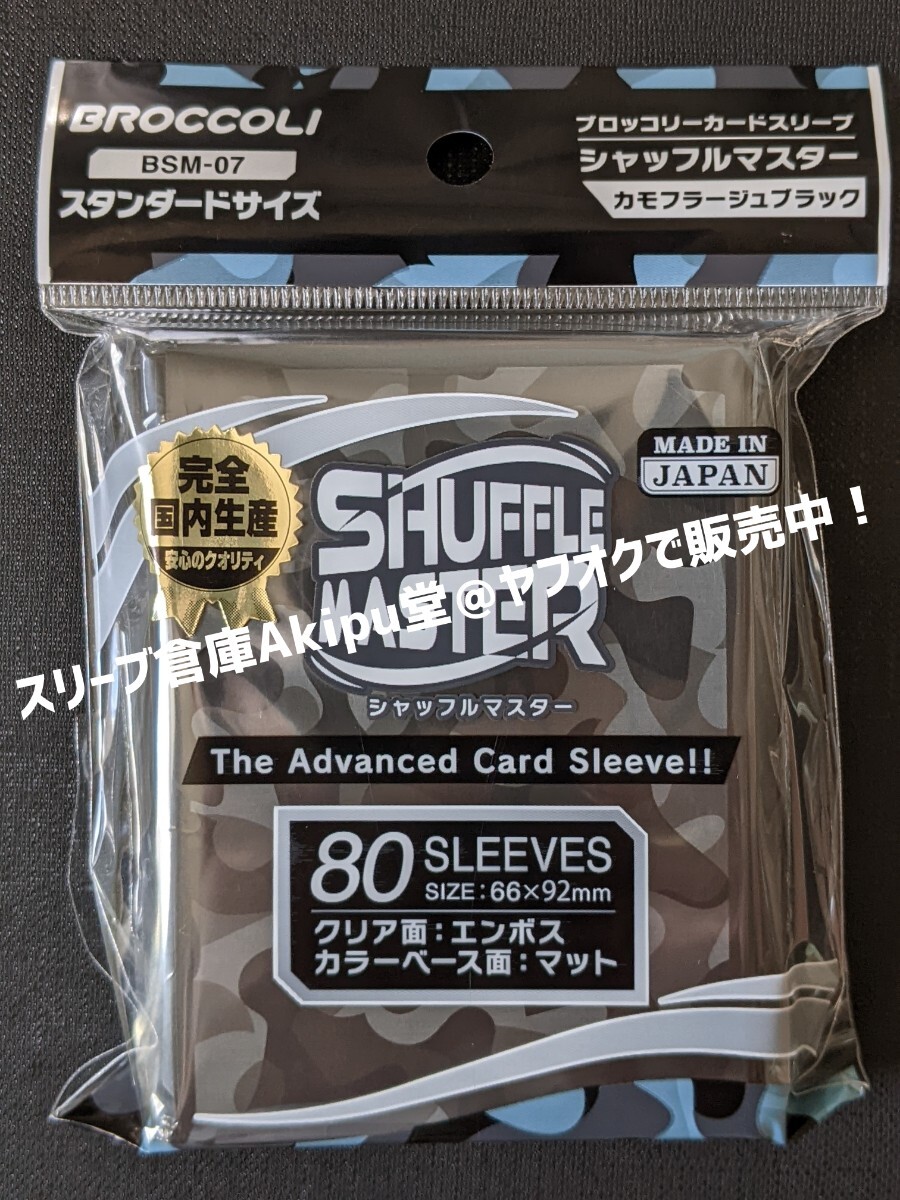 BROCCOLI
BSM-07
スタンダードサイズ
ブロッコリーカードスリーブ
シャッフルマスター
カモフラージュブラック
完全
国内生産
安心のクオリティ
MADE IN
JAPAN
SHUFFLE
MASTER
シャッフルマスター
スリーブ倉庫Akipu堂@ヤフオクで販売中！
The Advanced Card Sleeve!!
80 SLEEVES
SIZE:66×92mm
クリア面:エンボス
カラーベース面:マット